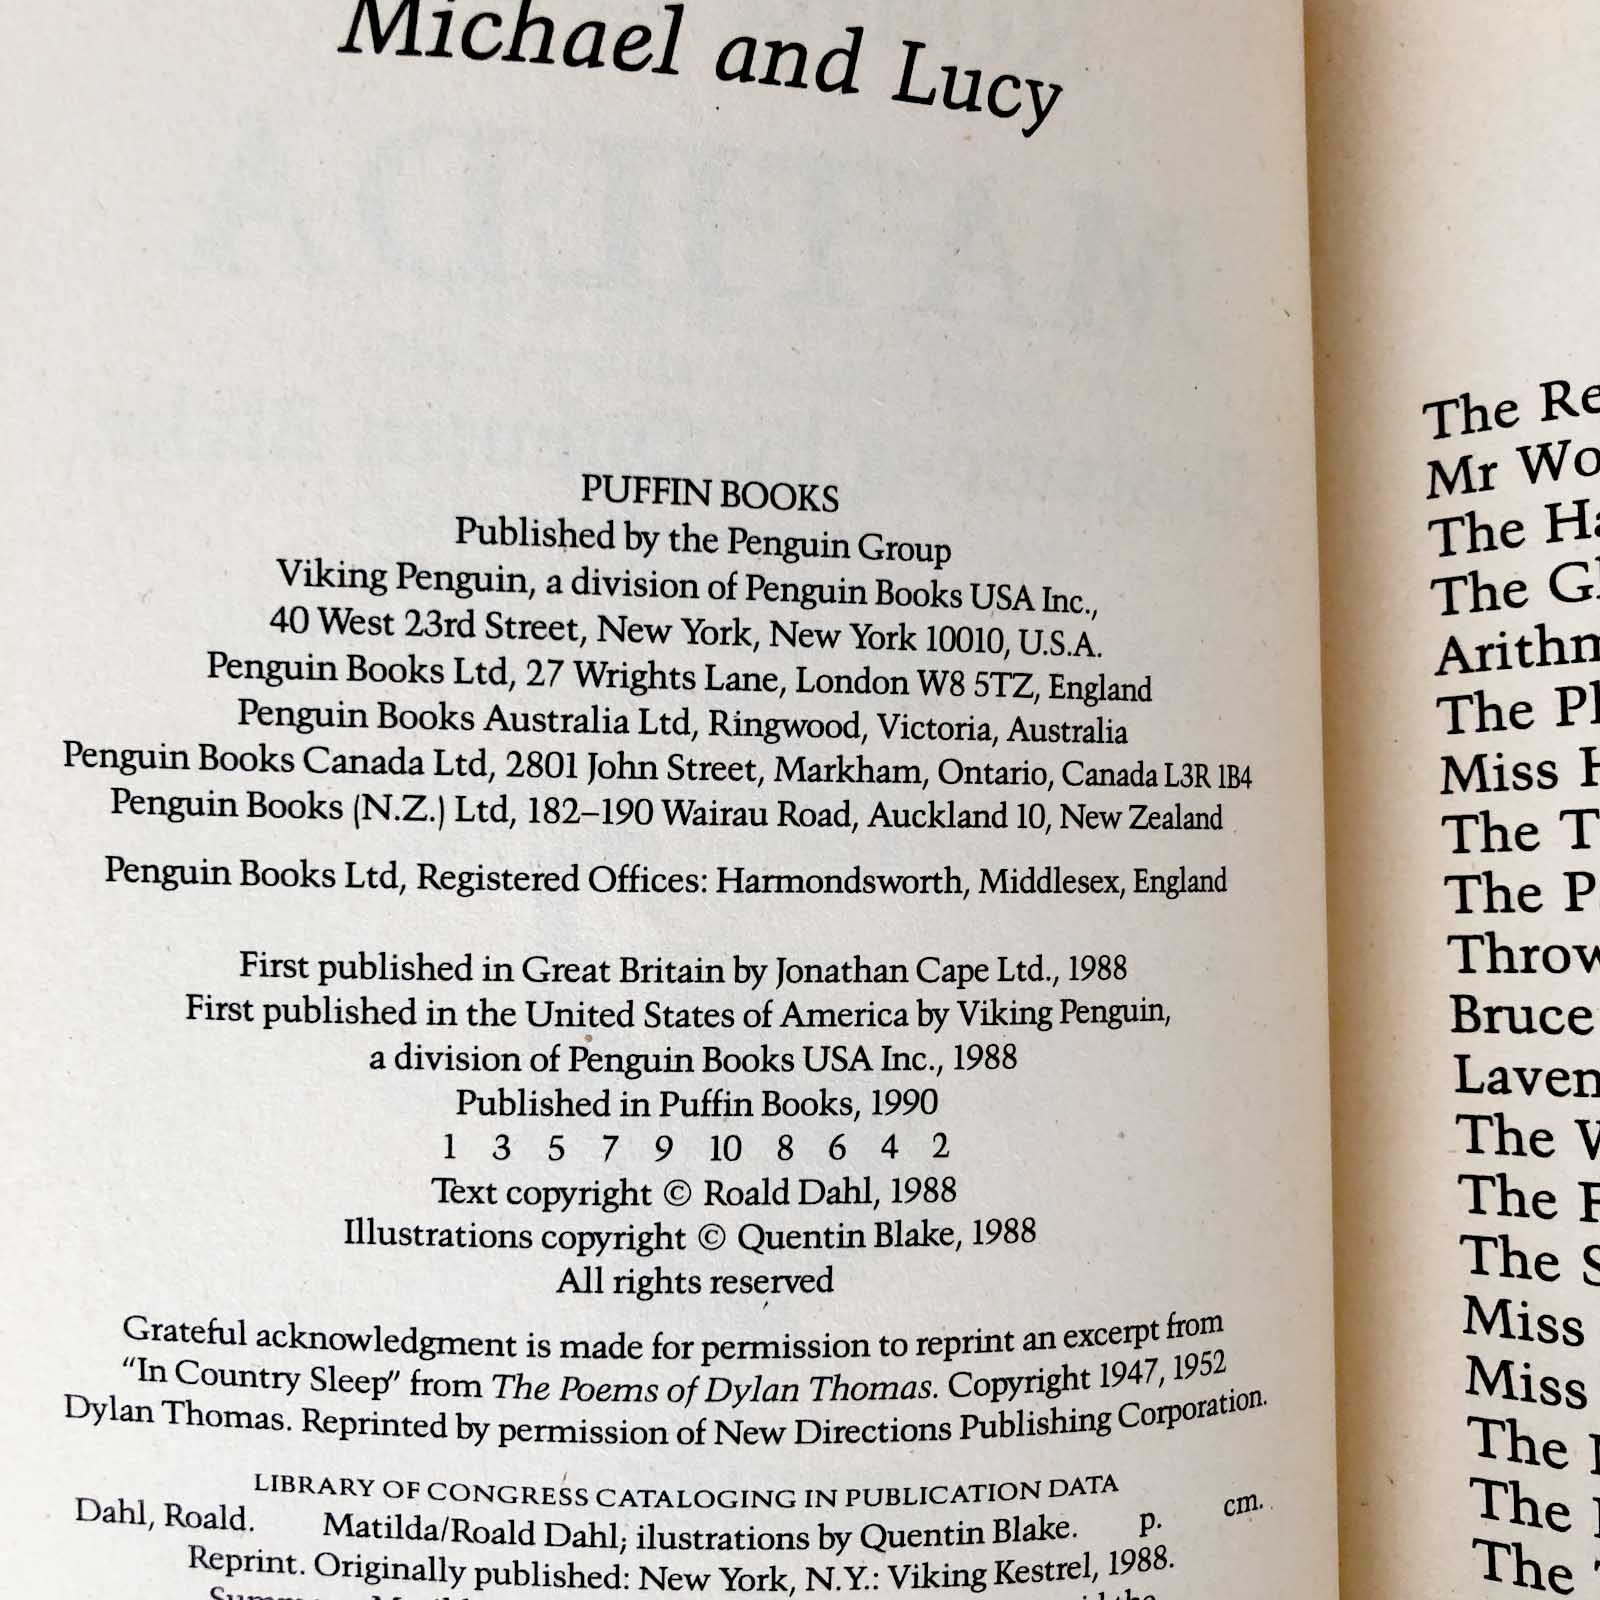 Michael and Lucy
PUFFIN BOOKS
Published by the Penguin Group
Viking Penguin, a division of Penguin Books USA Inc.,
40 West 23rd Street, New York, New York 10010, U.S.A.
Penguin Books Ltd, 27 Wrights Lane, London W8 5TZ, England
Penguin Books Australia Ltd, Ringwood, Victoria, Australia
Penguin Books Canada Ltd, 2801 John Street, Markham, Ontario, Canada L3R 1B4
Penguin Books (N.Z.) Ltd, 182–190 Wairau Road, Auckland 10, New Zealand
Penguin Books Ltd, Registered Offices: Harmondsworth, Middlesex, England
First published in Great Britain by Jonathan Cape Ltd., 1988
First published in the United States of America by Viking Penguin,
a division of Penguin Books USA Inc., 1988
Published in Puffin Books, 1990
1 3 5 7 9 10 8 6 4 2
Text copyright © Roald Dahl, 1988
Illustrations copyright © Quentin Blake, 1988
All rights reserved
Grateful acknowledgment is made for permission to reprint an excerpt from
“In Country Sleep” from The Poems of Dylan Thomas. Copyright 1947, 1952
Dylan Thomas. Reprinted by permission of New Directions Publishing Corporation.
LIBRARY OF CONGRESS CATALOGING IN PUBLICATION DATA
Dahl, Roald. Matilda/Roald Dahl; ilustrations by Quentin Blake. p. cm.
Reprint. Originally published: New York, N.Y.: Viking Kestrel, 1988.
The Re
Mr Wo
The Ha
The Gl
Arithm
The Pl
Miss H
The T
The P
Throw
Bruce
Laven
The W
The F
The S
Miss
Miss
The
The
The